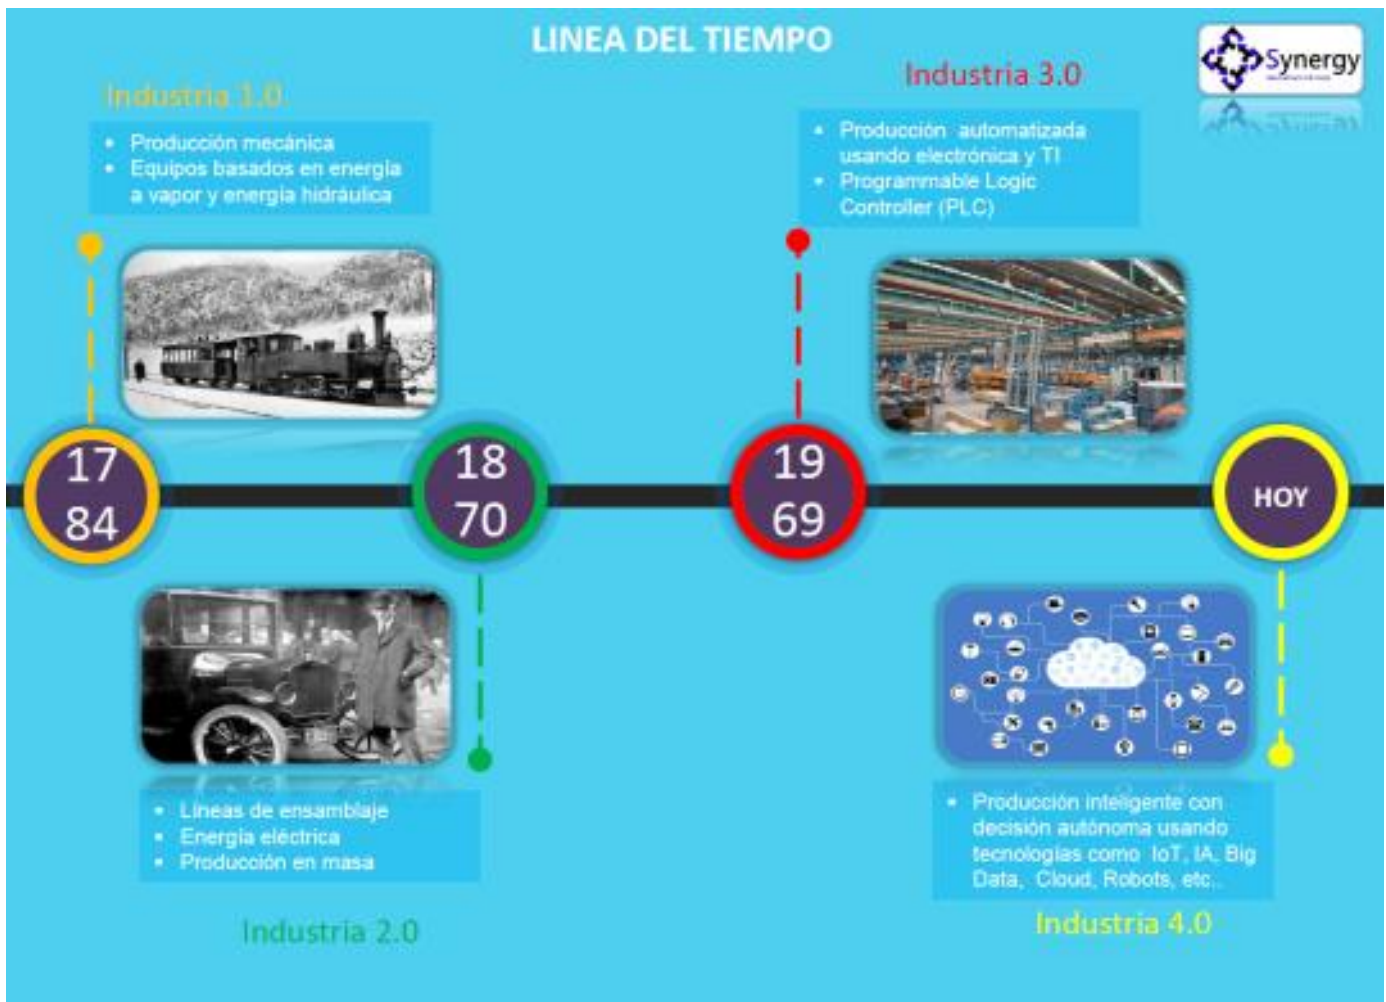 LINEA DEL TIEMPO
Synergy
Industria 1.0
• Producción mecánica
• Equipos basados en energía
a vapor y energía hidráulica
Industria 3.0
• Producción automatizada
usando electrónica y TI
• Programmable Logic
Controller (PLC)
17
84
18
70
19
69
HOY
• Líneas de ensamblaje
• Energía eléctrica
• Producción en masa
Industria 2.0
• Producción inteligente con
decisión autónoma usando
tecnologías como IoT, IA, Big
Data, Cloud, Robots, etc..
Industria 4.0